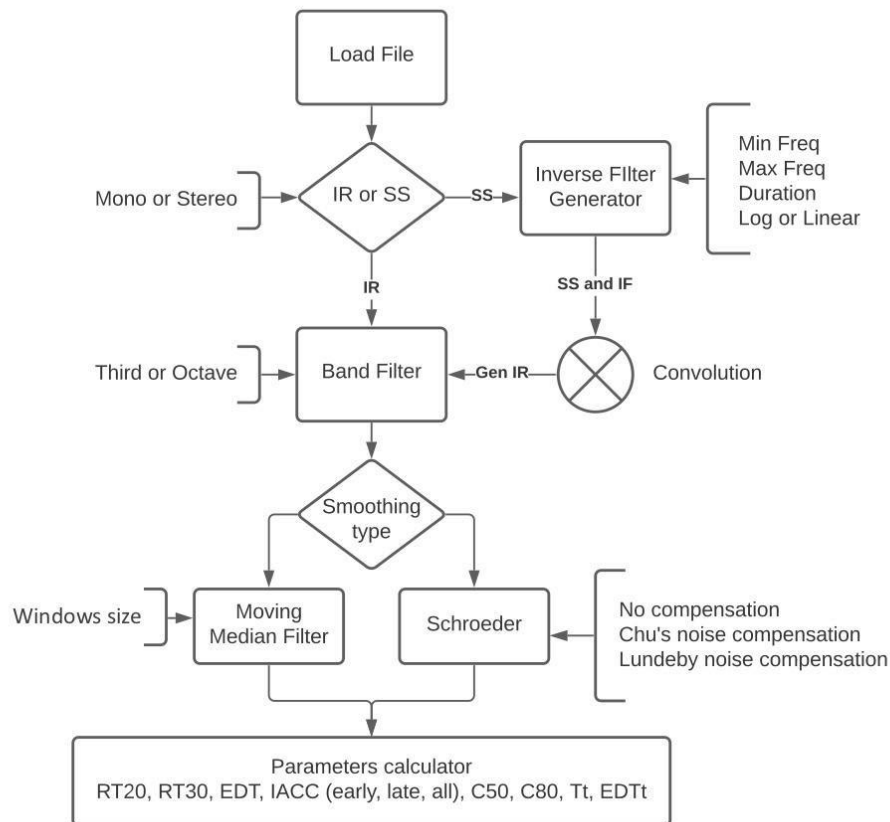 Load File
Mono or Stereo
IR or SS
SS
Inverse FIlter
Generator
Min Freq
Max Freq
Duration
Log or Linear
IR
SS and IF
Third or Octave
Band Filter
Gen IR
Convolution
Smoothing
type
Windows size
Moving
Median Filter
Schroeder
No compensation
Chu's noise compensation
Lundeby noise compensation
Parameters calculator
RT20, RT30, EDT, IACC (early, late, all), C50, C80, Tt, EDTt